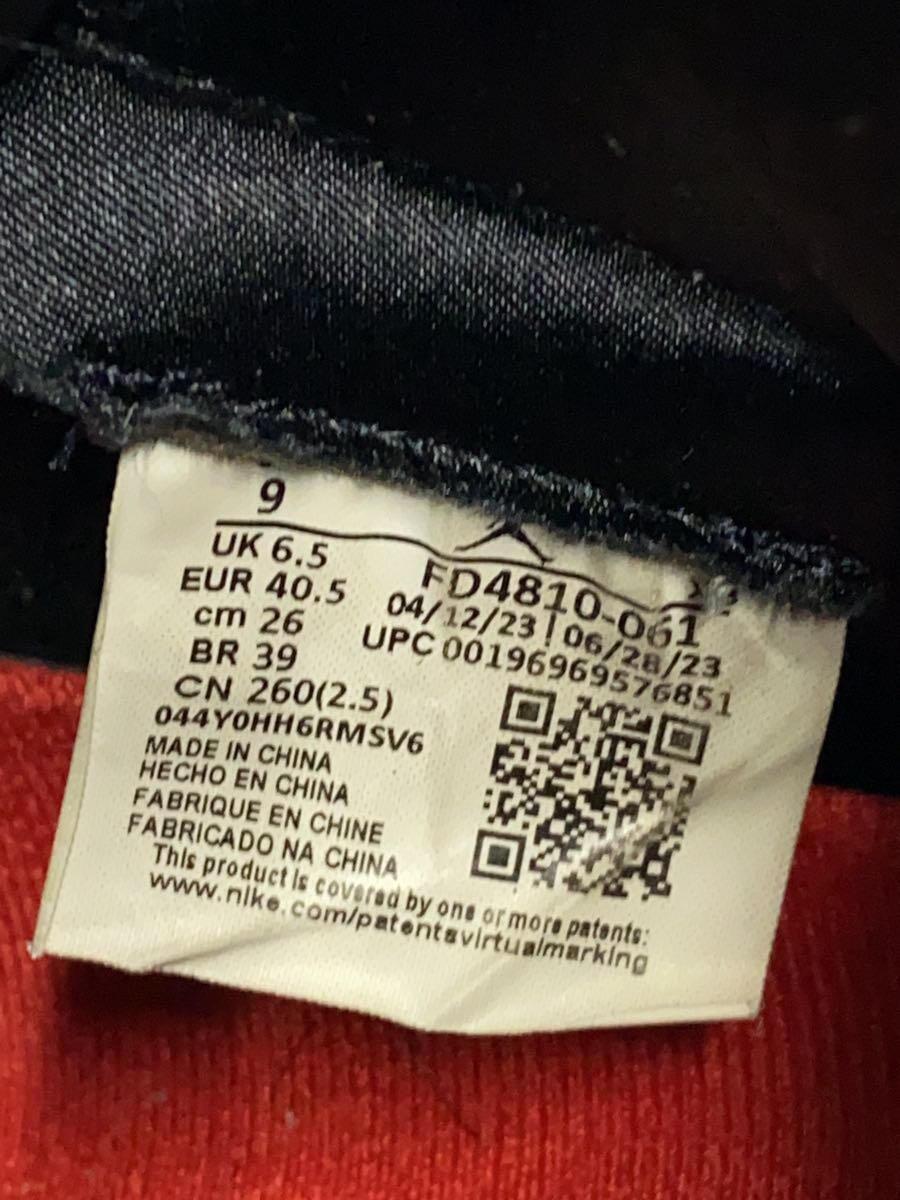 9
UK 6.5
EUR 40.5
cm 26
BR 39
CN 260(2.5)
044Y0HH6RMSV6
FD4810-061
04/12/23 | 06/28/23
UPC 00196969576851
MADE IN CHINA
HECHO EN CHINA
FABRIQUE EN CHINE
FABRICADO NA CHINA
This product is covered by one or more patents:
www.nike.com/patentsvirtualmarking